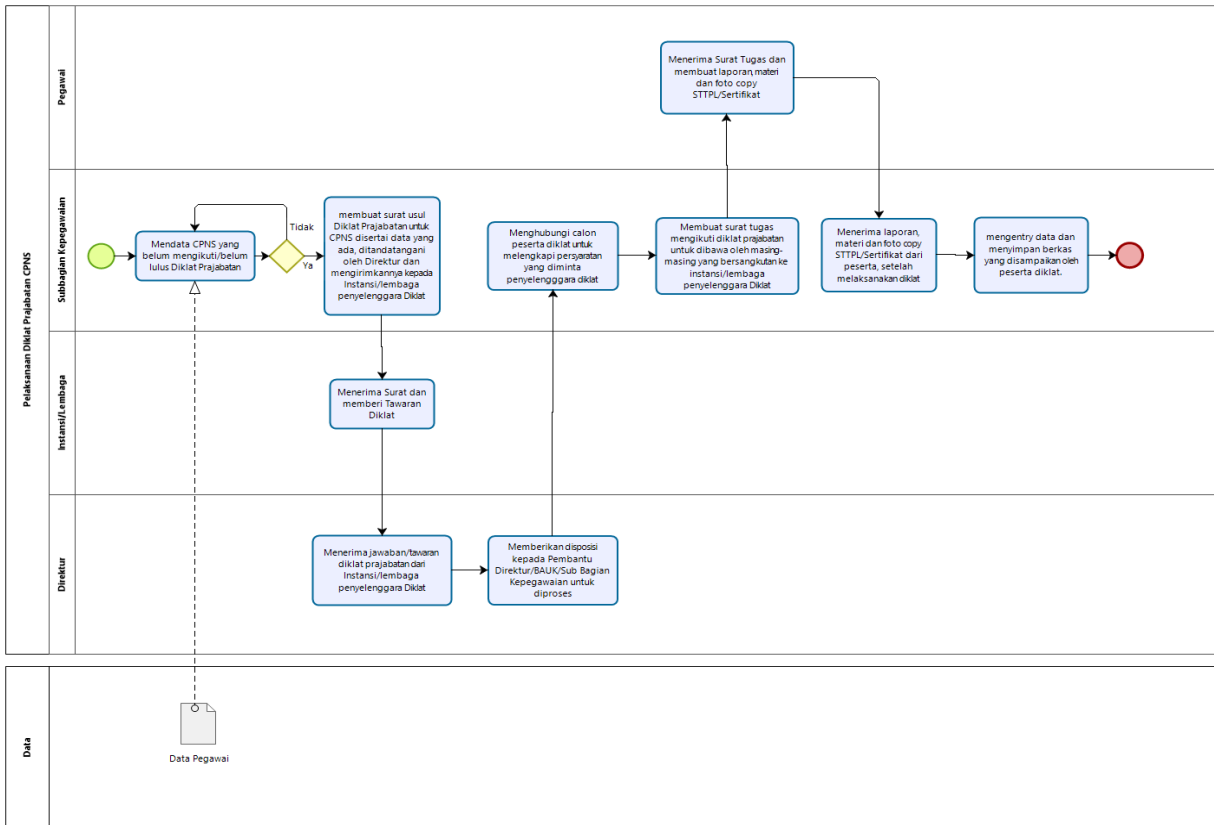 Pelaksanaan Diklat Prajabatan CPNS
Pegawai
Menerima Surat Tugas dan
membuat laporan, materi
dan foto copy
STTPL/Sertifikat
Subbagian Kepegawaian
Mendata CPNS yang
belum mengikuti/belum
lulus Diklat Prajabatan
Tidak
Ya
membuat surat usul
Diklat Prajabatan untuk
CPNS disertai data yang
ada, ditandatangani
oleh Direktur dan
mengirimkannya kepada
Instansi/lembaga
penyelenggara Diklat
Menghubungi calon
peserta diklat untuk
melengkapi persyaratan
yang diminta
penyelengggara diklat
Membuat surat tugas
mengikuti diklat prajabatan
untuk dibawa oleh masing-
masing yang bersangkutan ke
instansi/lembaga
penyelenggara Diklat
Menerima laporan,
materi dan foto copy
STTPL/Sertifikat dari
peserta, setelah
melaksanakan diklat
mengentry data dan
menyimpan berkas
yang disampaikan oleh
peserta diklat.
Instansi/Lembaga
Menerima Surat dan
memberi Tawaran
Diklat
Direktur
Menerima jawaban/tawaran
diklat prajabatan dari
Instansi/lembaga
penyelenggara Diklat
Memberikan disposisi
kepada Pembantu
Direktur/BAUK/Sub Bagian
Kepegawaian untuk
diproses
Data
Data Pegawai